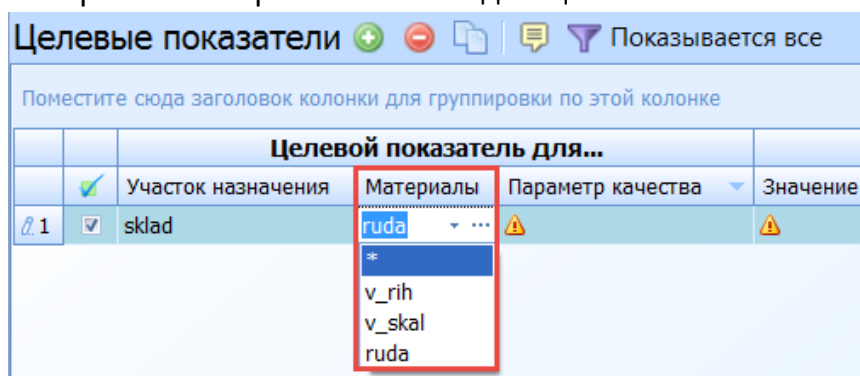 Целевые показатели Показывает все
Поместите сюда заголовок колонки для группировки по этой колонке
Целевой показатель для...
Участок назначения Материалы Параметр качества Значение
1 sklad ruda ...
*
v_rih
v_skal
ruda